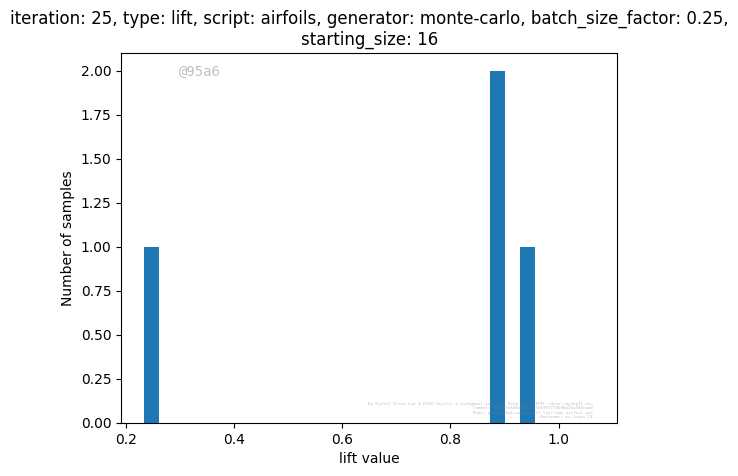 iteration: 25, type: lift, script: airfoils, generator: monte-carlo, batch_size_factor: 0.25,
starting_size: 16
@95a6
2.00
1.75
1.50
1.25
1.00
0.75
0.50
0.25
0.00
Number of samples
0.2
0.4
0.6
0.8
1.0
lift value